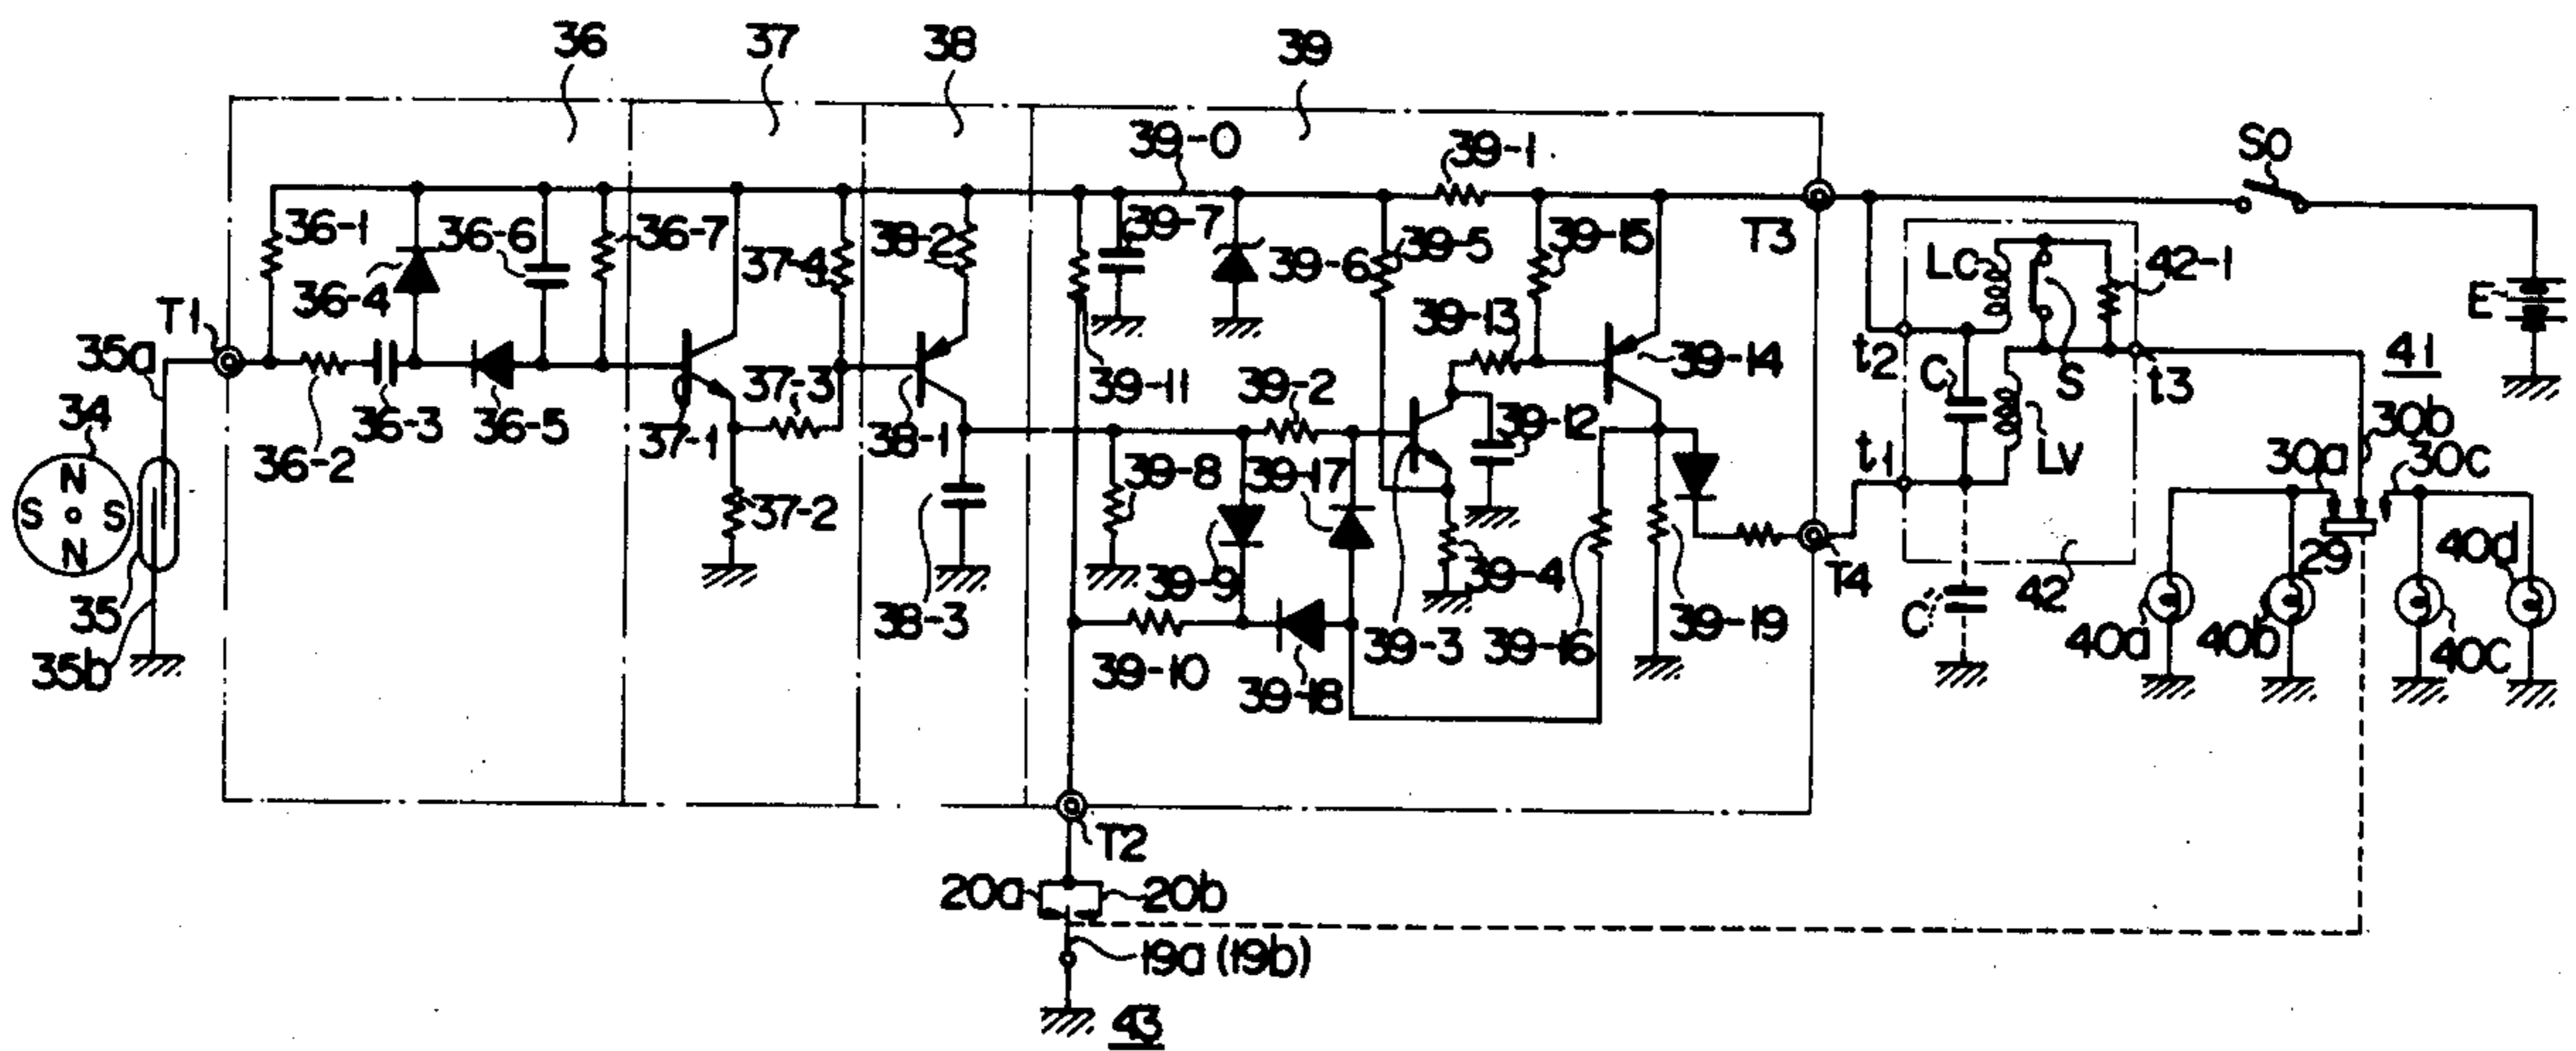 36
37
38
39
39-0
39-1
S0
36-1
36-6
36-7
39-7
39-5
39-15
T3
42-1
Lc
36-4
37-4
38-2
39-6
E
T1
39-13
35a
t2
C
S
t3
41
34
36-2
36-3
36-5
37-1
37-3
38-1
39-11
39-2
39-12
39-14
30b
N
S
S
N
37-2
39-8
39-17
t1
LV
30a
30c
35
35b
38-3
39-9
39-10
39-18
39-3
39-4
39-16
39-19
T4
C'
42
40a
40b
29
40c
40d
T2
20a
20b
19a (19b)
43